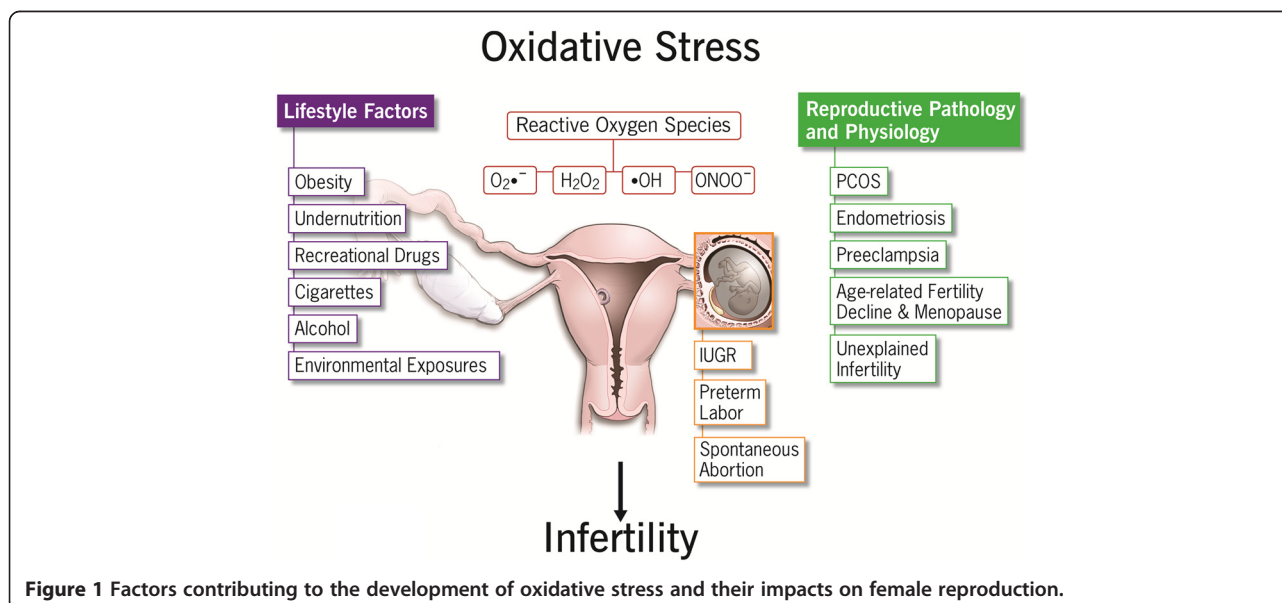 Oxidative Stress
Lifestyle Factors
Obesity
Undernutrition
Recreational Drugs
Cigarettes
Alcohol
Environmental Exposures
Reactive Oxygen Species
O₂•⁻
H₂O₂
•OH
ONOO⁻
IUGR
Preterm
Labor
Spontaneous
Abortion
Reproductive Pathology
and Physiology
PCOS
Endometriosis
Preeclampsia
Age-related Fertility
Decline & Menopause
Unexplained
Infertility
Infertility
Figure 1 Factors contributing to the development of oxidative stress and their impacts on female reproduction.